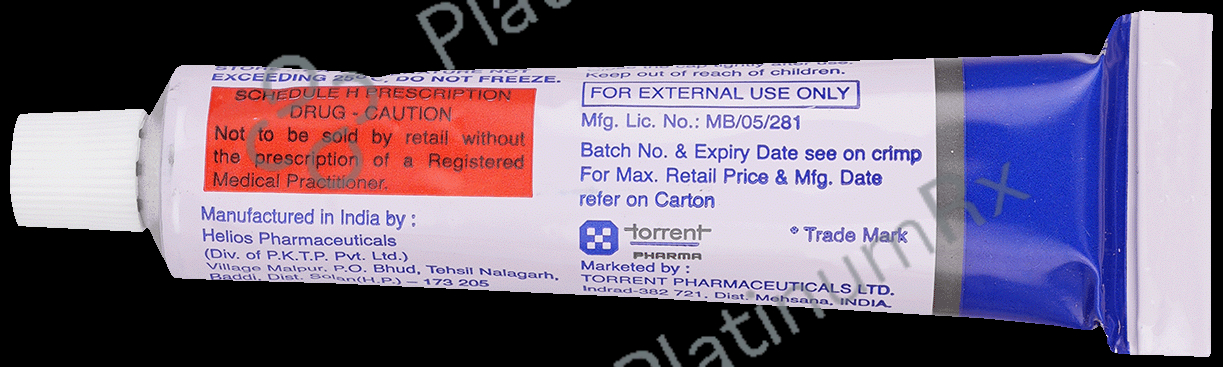 EXCEEDING 25°C, DO NOT FREEZE.
SCHEDULE H PRESCRIPTION
DRUG - CAUTION
Not to be sold by retail without
the prescription of a Registered
Medical Practitioner.
Manufactured in India by :
Helios Pharmaceuticals
(Div. of P.K.T.P. Pvt. Ltd.)
Village Malpur, P.O. Bhud, Tehsil Nalagarh,
Baddi, Dist. Solan(H.P.) – 173 205
Keep out of reach of children.
FOR EXTERNAL USE ONLY
Mfg. Lic. No.: MB/05/281
Batch No. & Expiry Date see on crimp
For Max. Retail Price & Mfg. Date
refer on Carton
torrent
PHARMA
* Trade Mark
Marketed by :
TORRENT PHARMACEUTICALS LTD.
Indrad-382 721, Dist. Mehsana, INDIA.
PlatinumRx